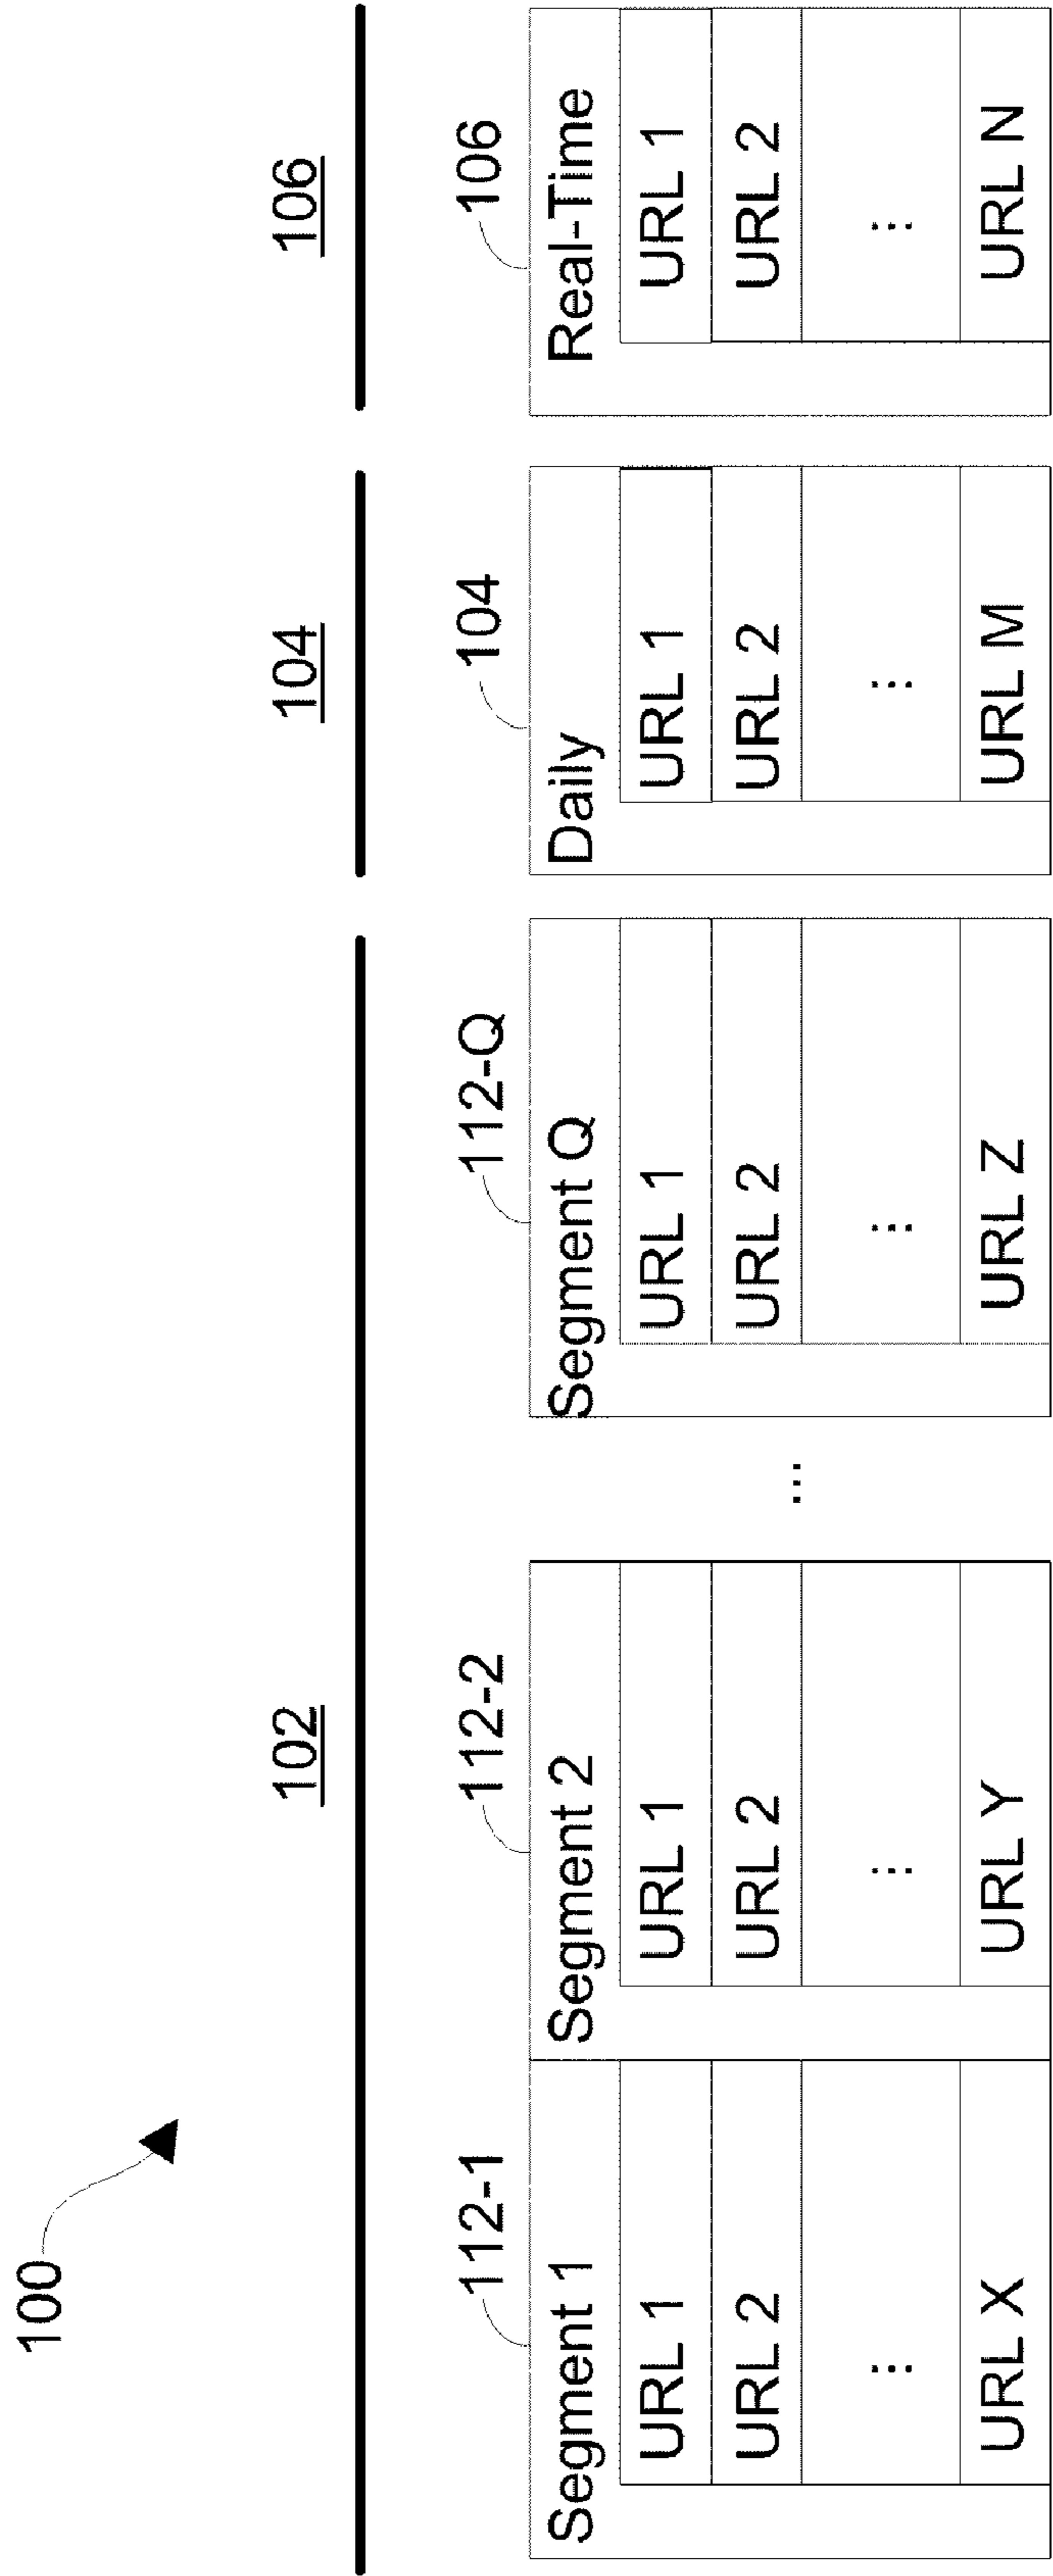 100
102
104
106
112-1
112-2
112-Q
104
106
Segment 1
URL 1
URL 2
⋮
URL X
Segment 2
URL 1
URL 2
⋮
URL Y
...
Segment Q
URL 1
URL 2
⋮
URL Z
Daily
URL 1
URL 2
⋮
URL M
Real-Time
URL 1
URL 2
⋮
URL N